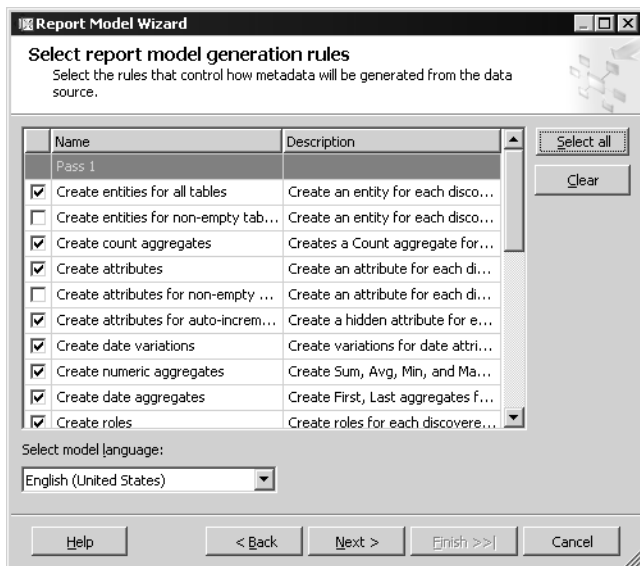 Report Model Wizard
Select report model generation rules
Select the rules that control how metadata will be generated from the data
source.
Name Description
Pass 1
Create entities for all tables Create an entity for each disco...
Create entities for non-empty tab... Create an entity for each disco...
Create count aggregates Creates a Count aggregate for...
Create attributes Create an attribute for each di...
Create attributes for non-empty ... Create an attribute for each di...
Create attributes for auto-increm... Create a hidden attribute for e...
Create date variations Create variations for date attri...
Create numeric aggregates Create Sum, Avg, Min, and Ma...
Create date aggregates Create First, Last aggregates f...
Create roles Create roles for each discovere...
Select all
Clear
Select model language:
English (United States)
Help < Back Next > Finish >>| Cancel